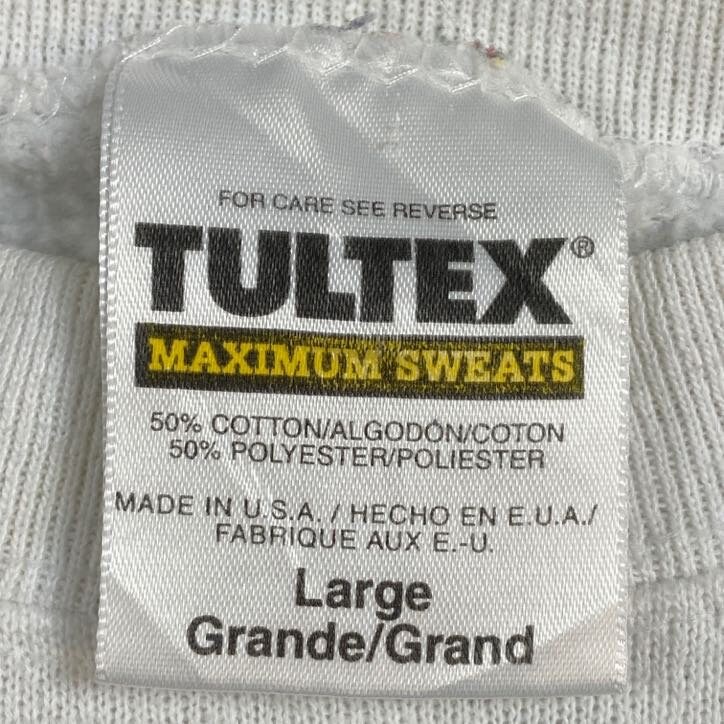 FOR CARE SEE REVERSE
TULTEX®
MAXIMUM SWEATS
50% COTTON/ALGODÓN/COTON
50% POLYESTER/POLIESTER
MADE IN U.S.A. / HECHO EN E.U.A./
FABRIQUE AUX E.-U.
Large
Grande/Grand